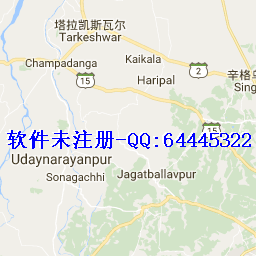 塔拉凯斯瓦尔
Tarkeshwar
Kaikala
Champadanga
15
2
Haripal
辛格乌
Sing
15
软件未注册-QQ:64445322
Udaynarayanpur
Sonagachhi
Jagatballavpur